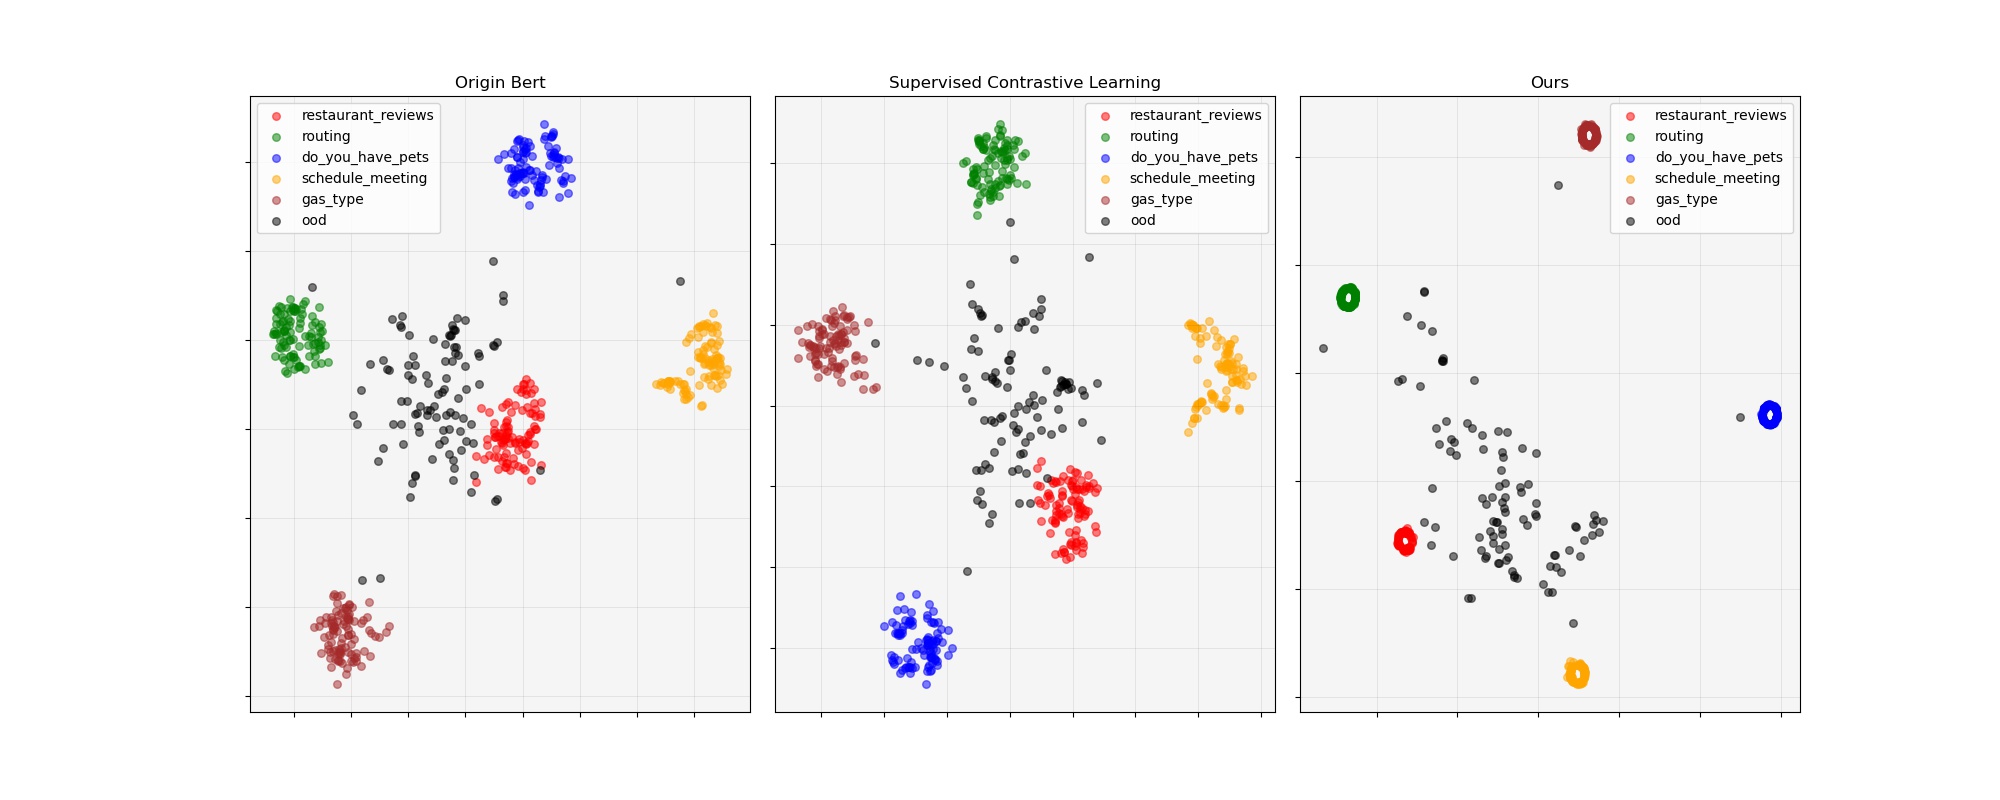 Origin Bert
restaurant_reviews
routing
do_you_have_pets
schedule_meeting
gas_type
ood
Supervised Contrastive Learning
restaurant_reviews
routing
do_you_have_pets
schedule_meeting
gas_type
ood
Ours
restaurant_reviews
routing
do_you_have_pets
schedule_meeting
gas_type
ood